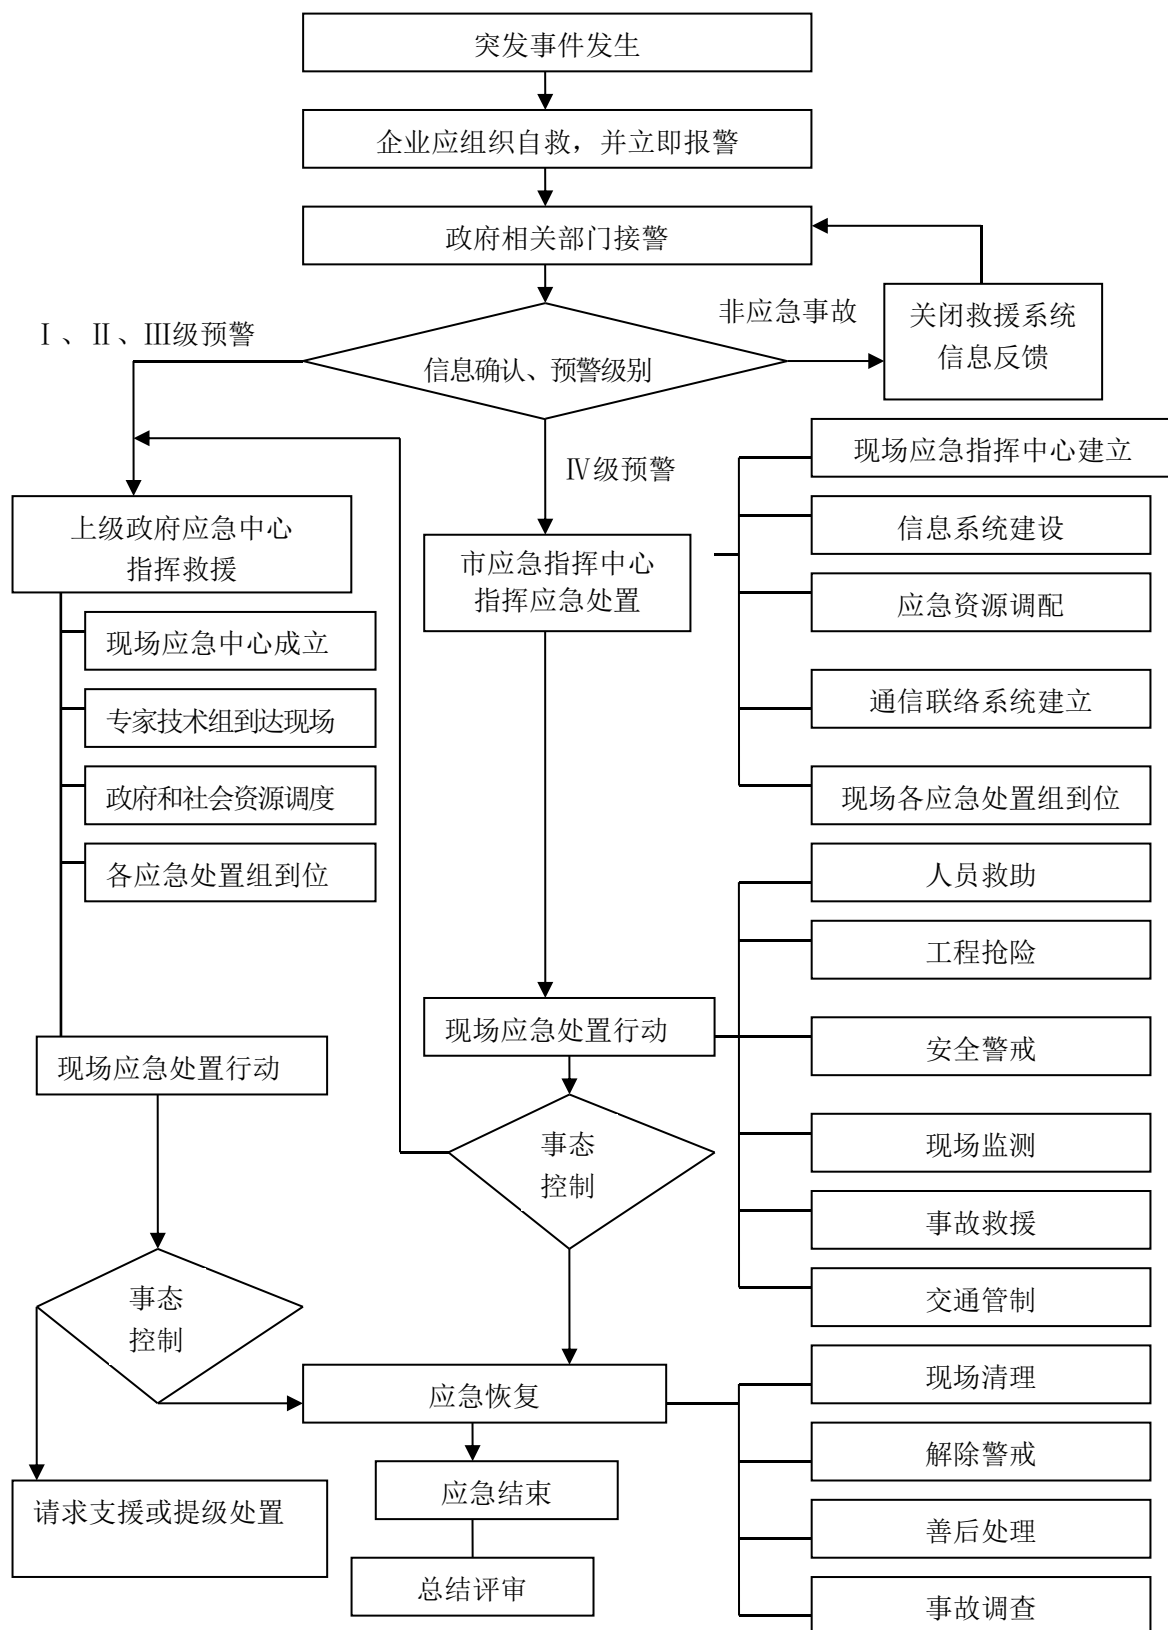 突发事件发生
企业应组织自救，并立即报警
政府相关部门接警
非应急事故
关闭救援系统
信息反馈
Ⅰ、Ⅱ、Ⅲ级预警
信息确认、预警级别
Ⅳ级预警
上级政府应急中心
指挥救援
市应急指挥中心
指挥应急处置
现场应急指挥中心建立
信息系统建设
应急资源调配
通信联络系统建立
现场各应急处置组到位
现场应急中心成立
专家技术组到达现场
政府和社会资源调度
各应急处置组到位
人员救助
工程抢险
安全警戒
现场监测
事故救援
交通管制
现场应急处置行动
现场应急处置行动
事态
控制
事态
控制
应急恢复
现场清理
解除警戒
善后处理
事故调查
请求支援或提级处置
应急结束
总结评审